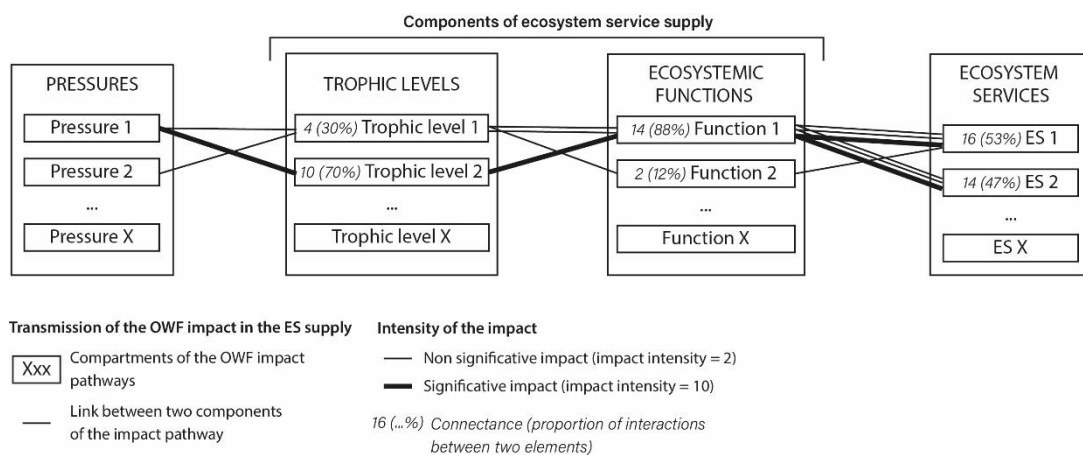 Components of ecosystem service supply
PRESSURES
Pressure 1
Pressure 2
...
Pressure X
TROPHIC LEVELS
4 (30%) Trophic level 1
10 (70%) Trophic level 2
...
Trophic level X
ECOSYSTEMIC
FUNCTIONS
14 (88%) Function 1
2 (12%) Function 2
...
Function X
ECOSYSTEM
SERVICES
16 (53%) ES 1
14 (47%) ES 2
...
ES X
Transmission of the OWF impact in the ES supply
Xxx
Compartments of the OWF impact
pathways
Link between two components
of the impact pathway
Intensity of the impact
Non significative impact (impact intensity = 2)
Significative impact (impact intensity = 10)
16 (...%) Connectance (proportion of interactions
between two elements)